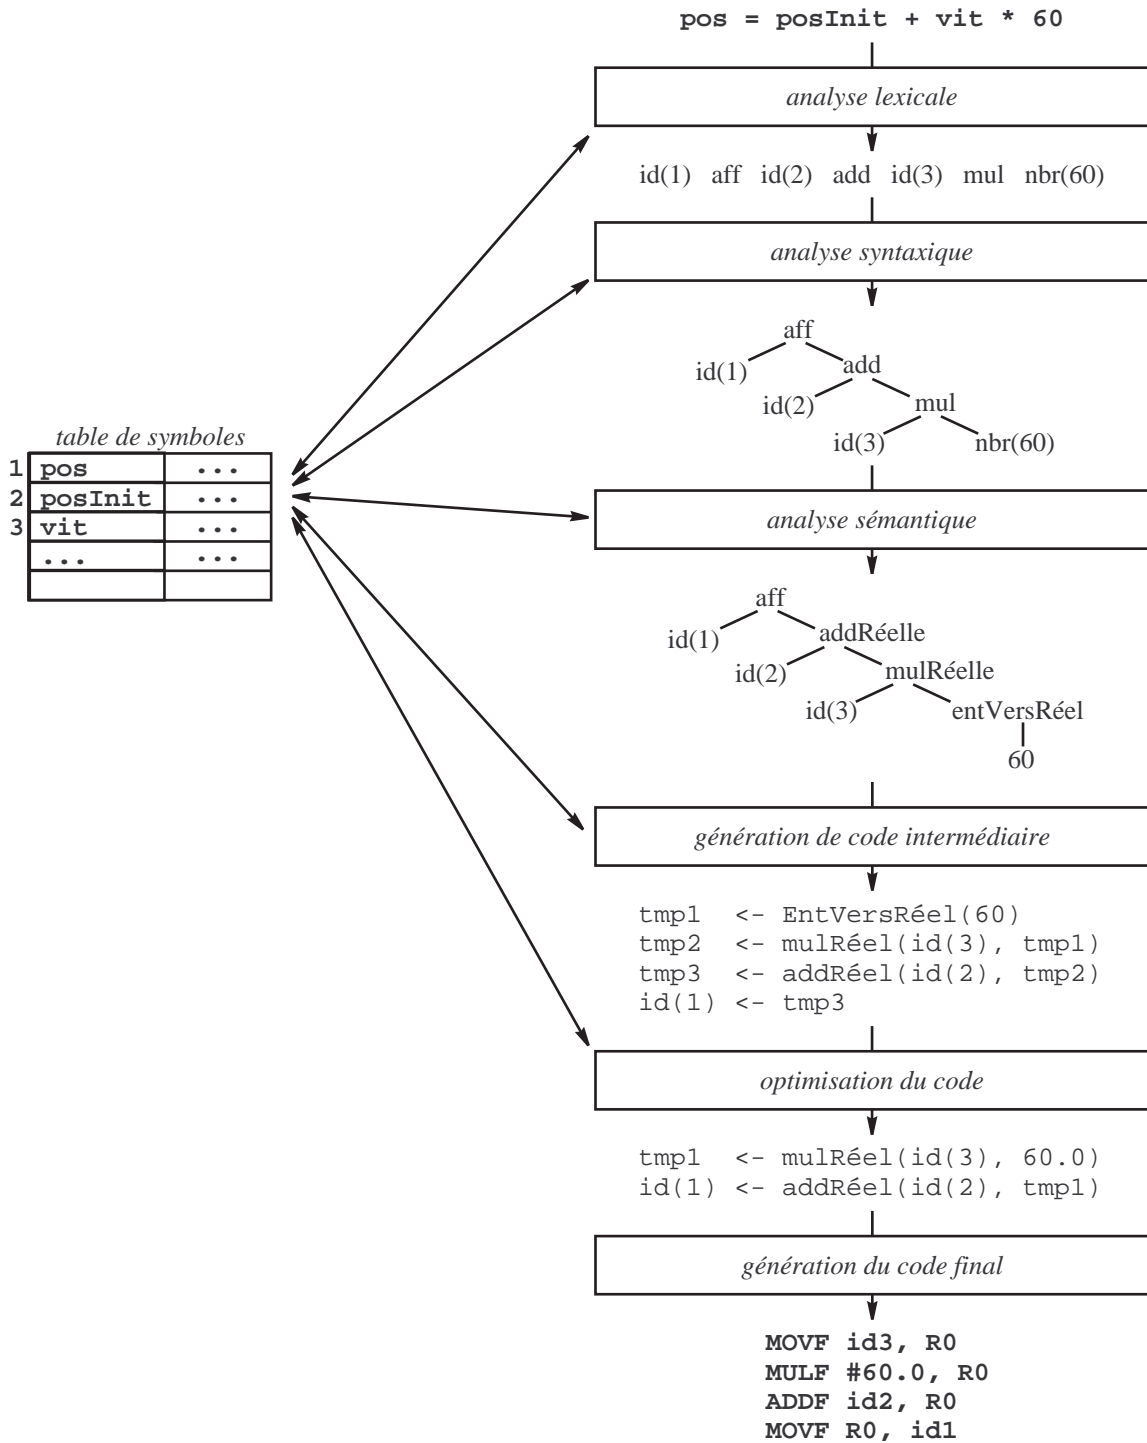 pos = posInit + vit * 60
analyse lexicale
id(1) aff id(2) add id(3) mul nbr(60)
analyse syntaxique
aff
id(1) add
id(2) mul
id(3) nbr(60)
table de symboles
1 pos ...
2 posInit ...
3 vit ...
... ...
analyse sémantique
aff
id(1) addRéelle
id(2) mulRéelle
id(3) entVersRéel
60
génération de code intermédiaire
tmp1 <- EntVersRéel(60)
tmp2 <- mulRéel(id(3), tmp1)
tmp3 <- addRéel(id(2), tmp2)
id(1) <- tmp3
optimisation du code
tmp1 <- mulRéel(id(3), 60.0)
id(1) <- addRéel(id(2), tmp1)
génération du code final
MOVF id3, R0
MULF #60.0, R0
ADDF id2, R0
MOVF R0, id1